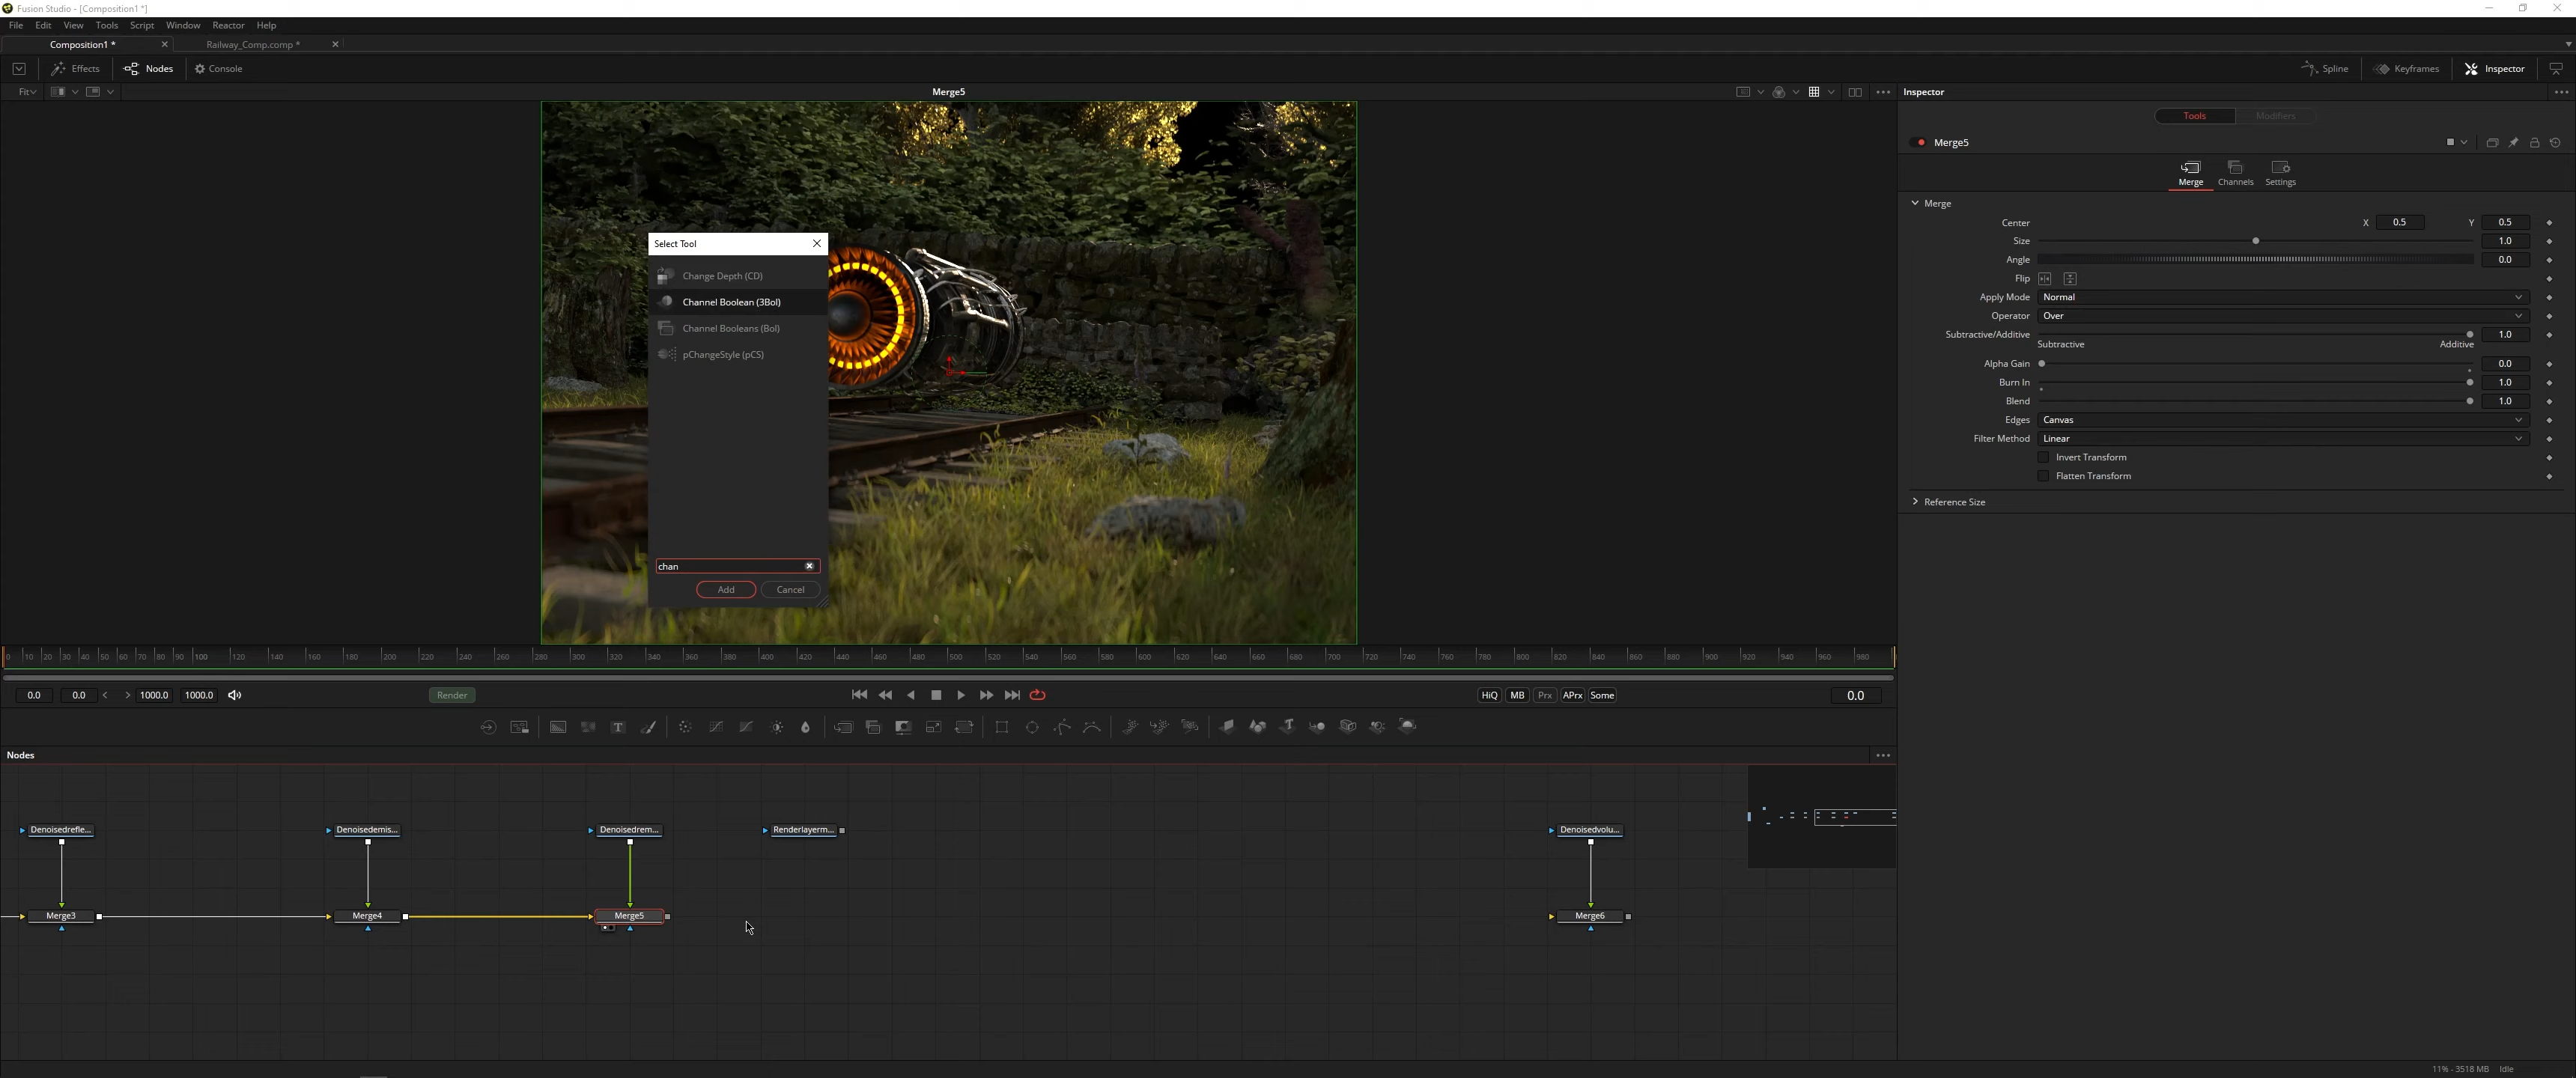 Fusion Studio - [Composition1 *]
File Edit View Tools Script Window Reactor Help
Composition1 * Railway_Comp.comp *
Effects Nodes Console Spline Keyframes Inspector
Fit Merge5 Inspector
Tools Modifiers
Merge5
Merge Channels Settings
Merge
Center X 0.5 Y 0.5
Size 1.0
Angle 0.0
Flip
Apply Mode Normal
Operator Over
Subtractive/Additive 1.0
Subtractive Additive
Alpha Gain 0.0
Burn In 1.0
Blend 1.0
Edges Canvas
Filter Method Linear
Invert Transform
Flatten Transform
Reference Size
Select Tool
Change Depth (CD)
Channel Boolean (3Bol)
Channel Booleans (Bol)
pChangeStyle (pCS)
chan
Add Cancel
0 10 20 30 40 50 60 70 80 90 100 120 140 160 180 200 220 240 260 280 300 320 340 360 380 400 420 440 460 480 500 520 540 560 580 600 620 640 660 680 700 720 740 760 780 800 820 840 860 880 900 920 940 960 980
0.0 0.0 < > 1000.0 1000.0 Render HiQ MB Prx APrx Some 0.0
Nodes
Denoisedrefle... Denoisedemis... Denoisedrem... Renderlayerm... Denoisedvolu...
Merge3 Merge4 Merge5 Merge6
11% - 3518 MB Idle